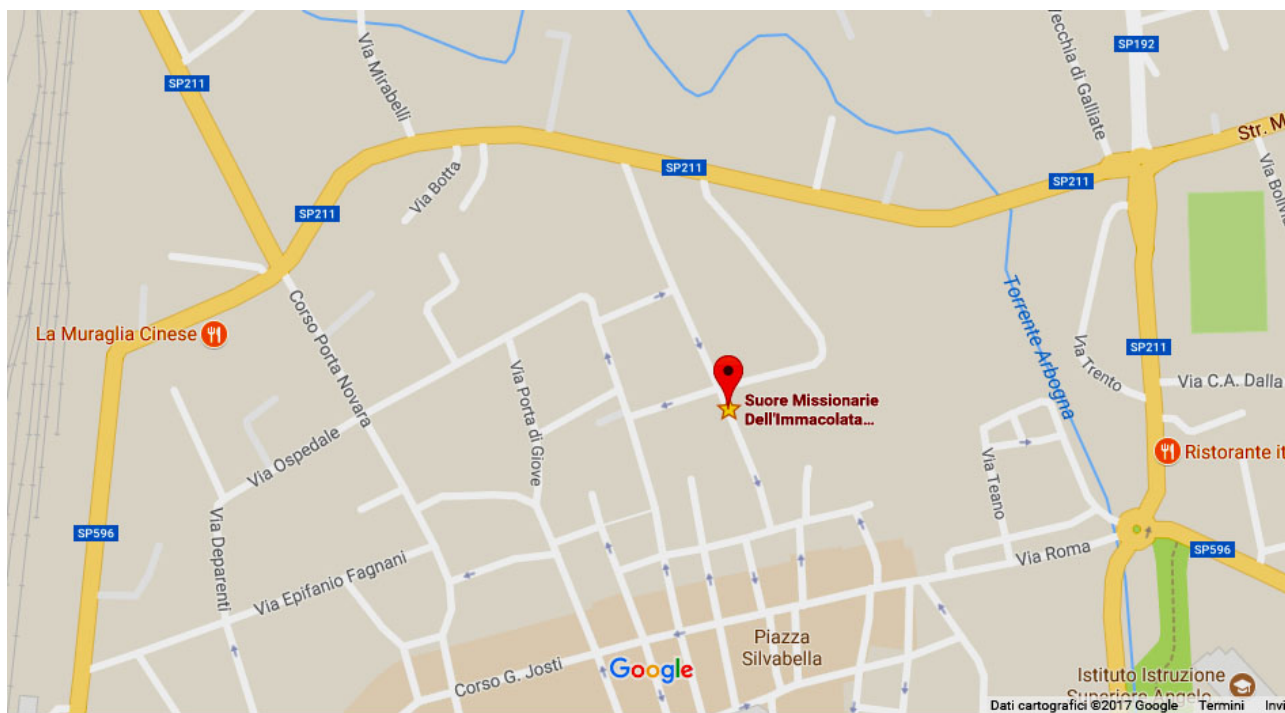 SP211
Via Mirabelli
ecchia di Galliate
SP192
Str. M
SP211
SP211
Via Botta
SP211
Via Bolivi
Corso Porta Novara
La Muraglia Cinese
Torrente Arbogna
SP211
Via Trento
Via C.A. Dalla
Via Porta di Giove
Suore Missionarie
Dell'Immacolata...
Via Ospedale
Ristorante it
Via Teano
Via Deparenti
SP596
Via Roma
SP596
Via Epifanio Fagnani
Piazza
Silvabella
Corso G. Josti
Google
Istituto Istruzione
Superiore Angelo
Dati cartografici ©2017 Google Termini Invi